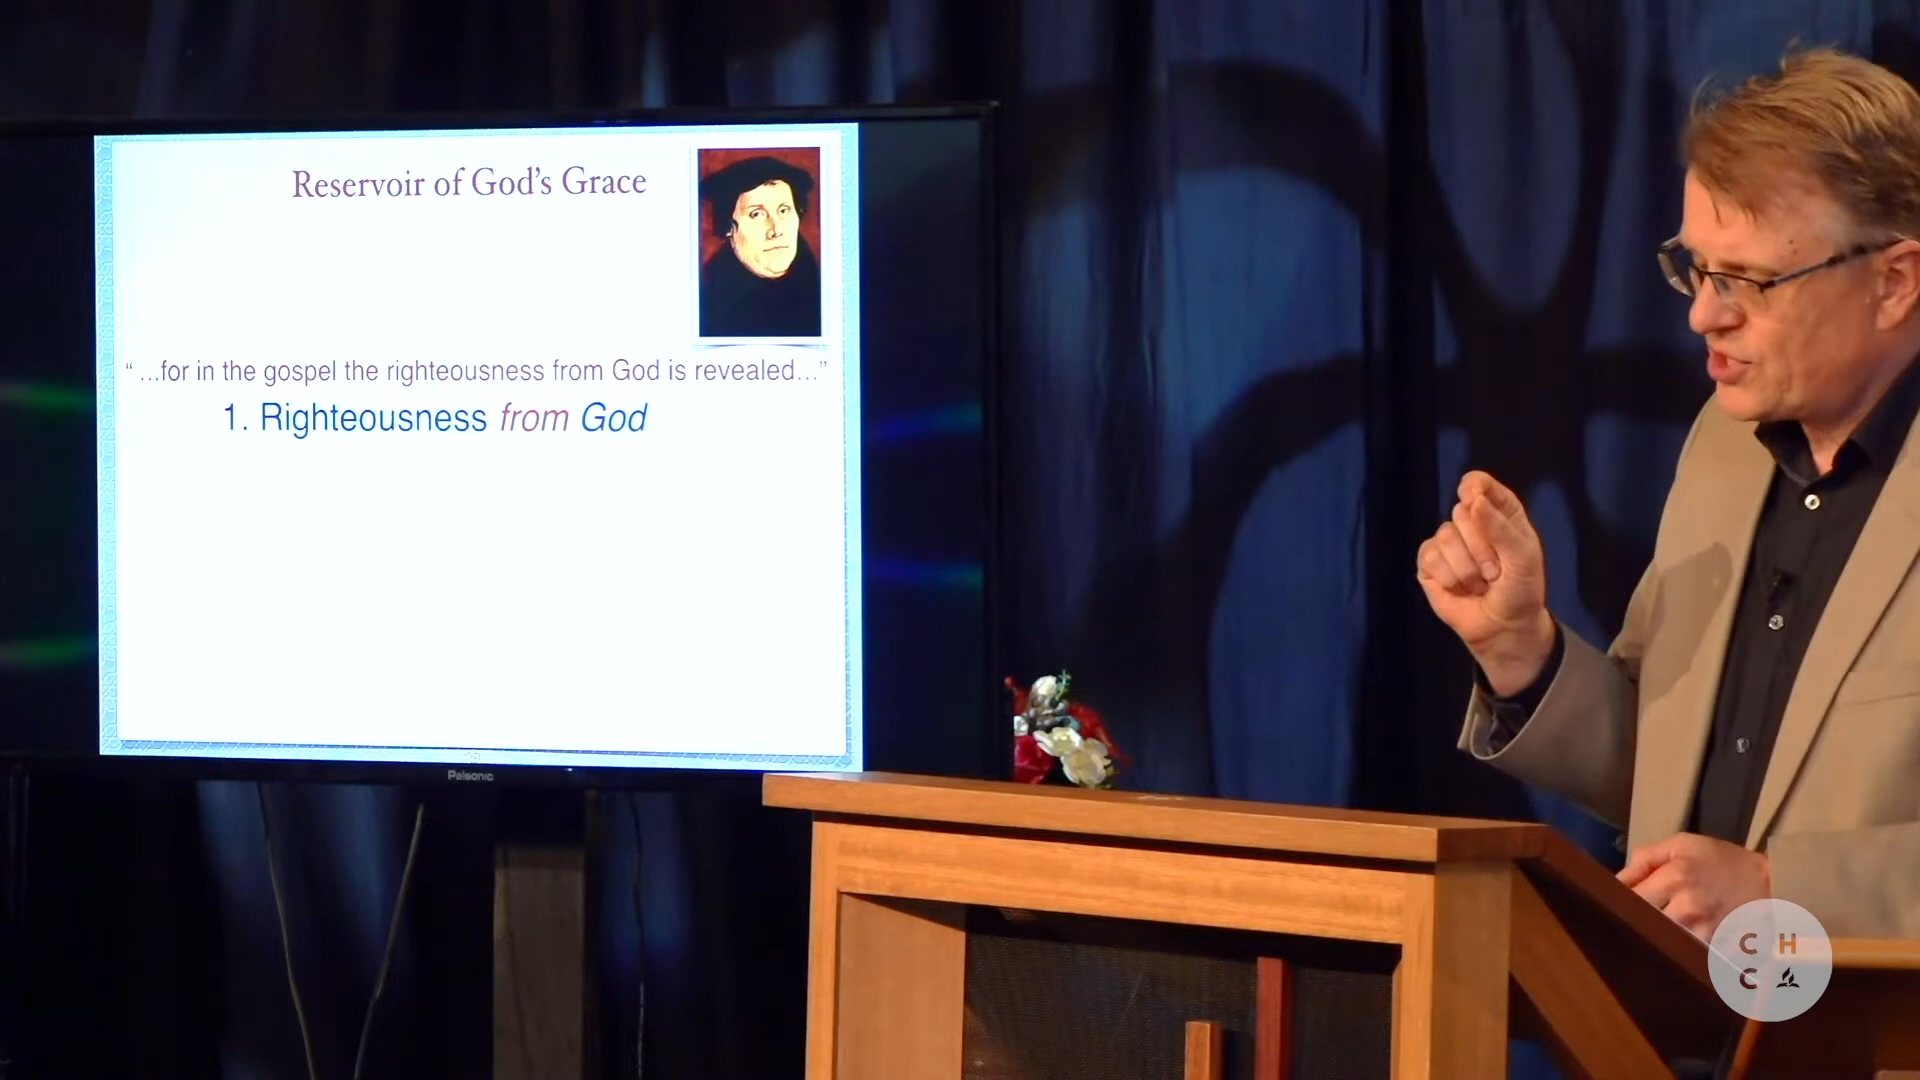 Reservoir of God's Grace
“ ...for in the gospel the righteousness from God is revealed...”
1. Righteousness from God
Palsonic
C H
C